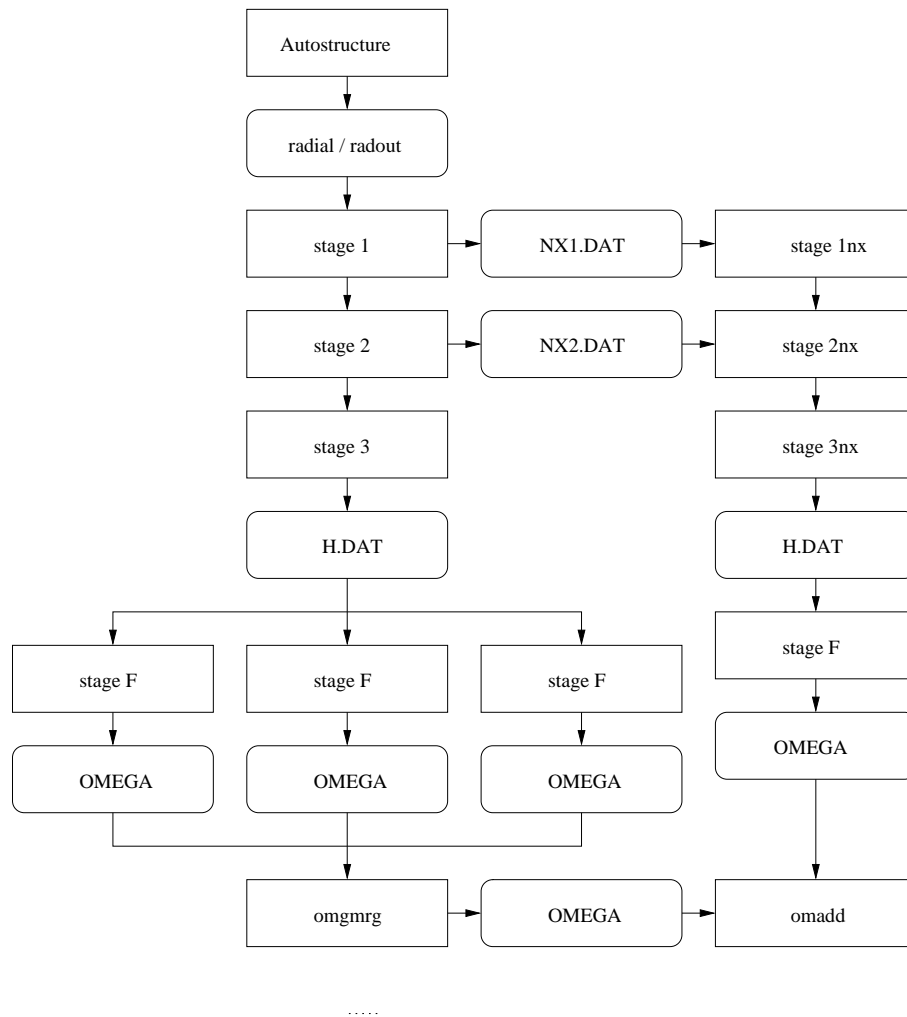 Autostructure
radial / radout
stage 1
NX1.DAT
stage 1nx
stage 2
NX2.DAT
stage 2nx
stage 3
stage 3nx
H.DAT
H.DAT
stage F
stage F
stage F
stage F
OMEGA
OMEGA
OMEGA
OMEGA
omgmrg
OMEGA
omadd
.....